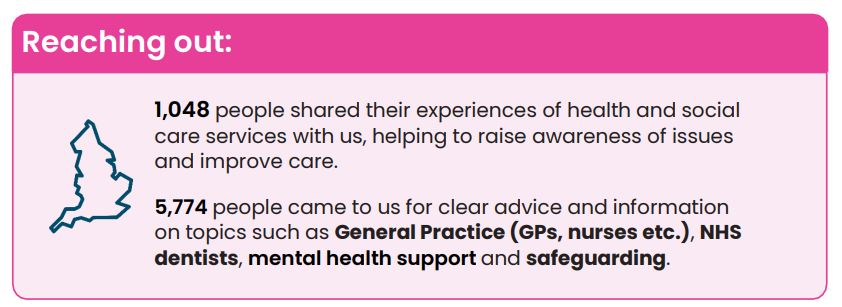 Reaching out:
1,048 people shared their experiences of health and social
care services with us, helping to raise awareness of issues
and improve care.
5,774 people came to us for clear advice and information
on topics such as General Practice (GPs, nurses etc.), NHS
dentists, mental health support and safeguarding.